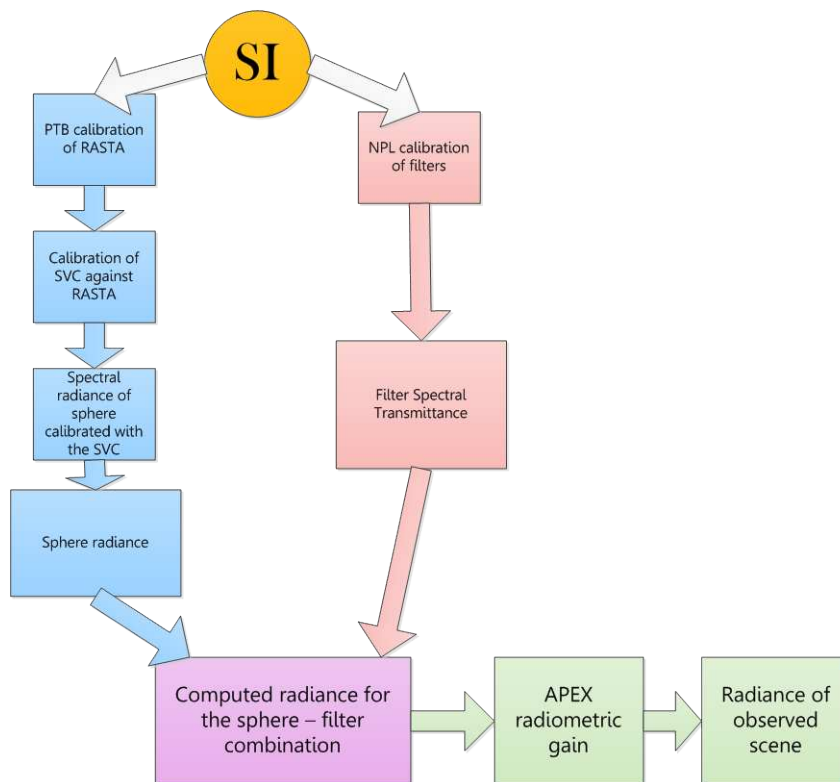 SI
PTB calibration
of RASTA
NPL calibration
of filters
Calibration of
SVC against
RASTA
Spectral
radiance of
sphere
calibrated with
the SVC
Filter Spectral
Transmittance
Sphere radiance
Computed radiance for
the sphere – filter
combination
APEX
radiometric
gain
Radiance of
observed
scene